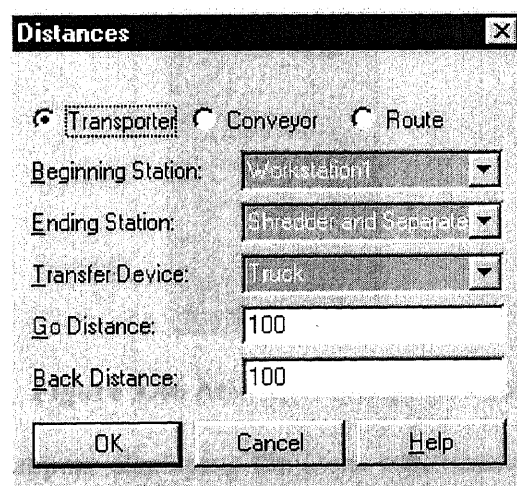 Distances
Transporter Conveyor Route
Beginning Station: Workstation1
Ending Station: Shredder and Separate
Transfer Device: Truck
Go Distance: 100
Back Distance: 100
OK Cancel Help